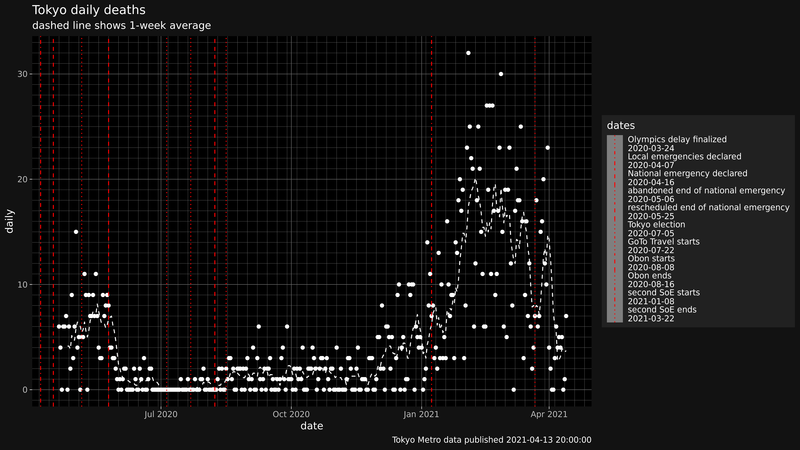 Tokyo daily deaths
dashed line shows 1-week average
daily
30
20
10
0
Jul 2020
Oct 2020
Jan 2021
Apr 2021
date
dates
Olympics delay finalized
2020-03-24
Local emergencies declared
2020-04-07
National emergency declared
2020-04-16
abandoned end of national emergency
2020-05-06
rescheduled end of national emergency
2020-05-25
Tokyo election
2020-07-05
GoTo Travel starts
2020-07-22
Obon starts
2020-08-08
Obon ends
2020-08-16
second SoE starts
2021-01-08
second SoE ends
2021-03-22
Tokyo Metro data published 2021-04-13 20:00:00